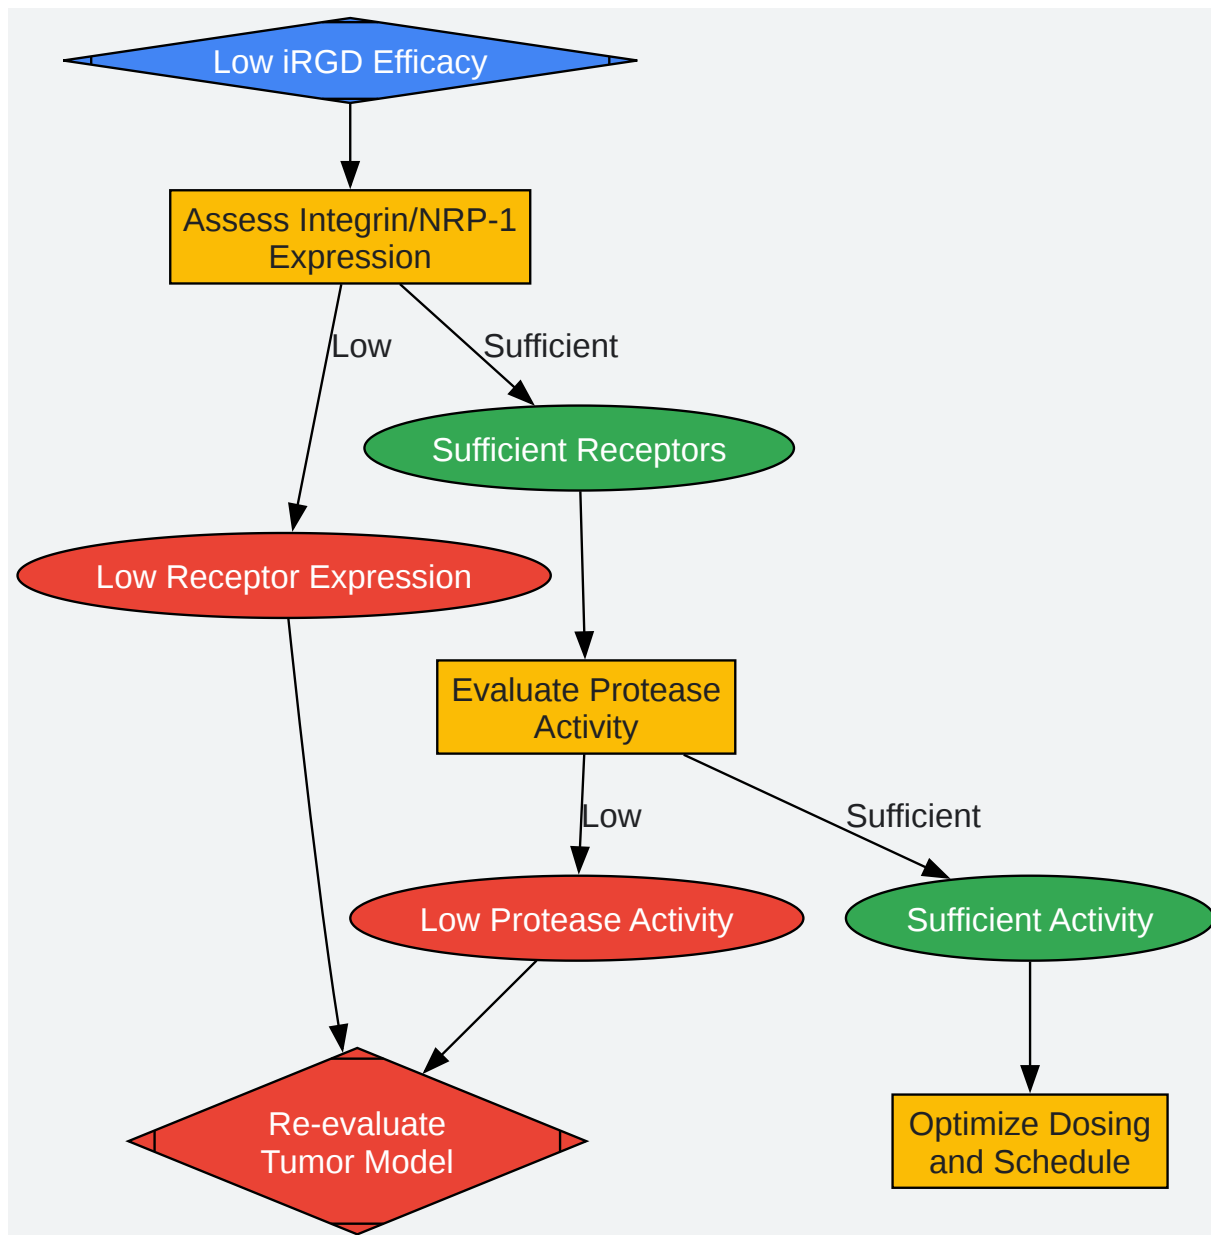 Low iRGD Efficacy
Assess Integrin/NRP-1
Expression
Low
Sufficient
Sufficient Receptors
Low Receptor Expression
Evaluate Protease
Activity
Low
Sufficient
Low Protease Activity
Sufficient Activity
Re-evaluate
Tumor Model
Optimize Dosing
and Schedule